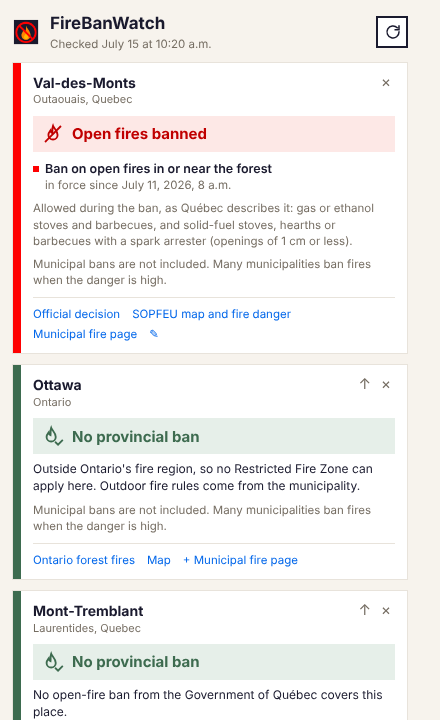 FireBanWatch
Checked July 15 at 10:20 a.m.
Val-des-Monts
Outaouais, Quebec
Open fires banned
Ban on open fires in or near the forest
in force since July 11, 2026, 8 a.m.
Allowed during the ban, as Québec describes it: gas or ethanol
stoves and barbecues, and solid-fuel stoves, hearths or
barbecues with a spark arrester (openings of 1 cm or less).
Municipal bans are not included. Many municipalities ban fires
when the danger is high.
Official decision SOPFEU map and fire danger
Municipal fire page ✎
Ottawa
Ontario
No provincial ban
Outside Ontario's fire region, so no Restricted Fire Zone can
apply here. Outdoor fire rules come from the municipality.
Municipal bans are not included. Many municipalities ban fires
when the danger is high.
Ontario forest fires Map + Municipal fire page
Mont-Tremblant
Laurentides, Quebec
No provincial ban
No open-fire ban from the Government of Québec covers this
place.